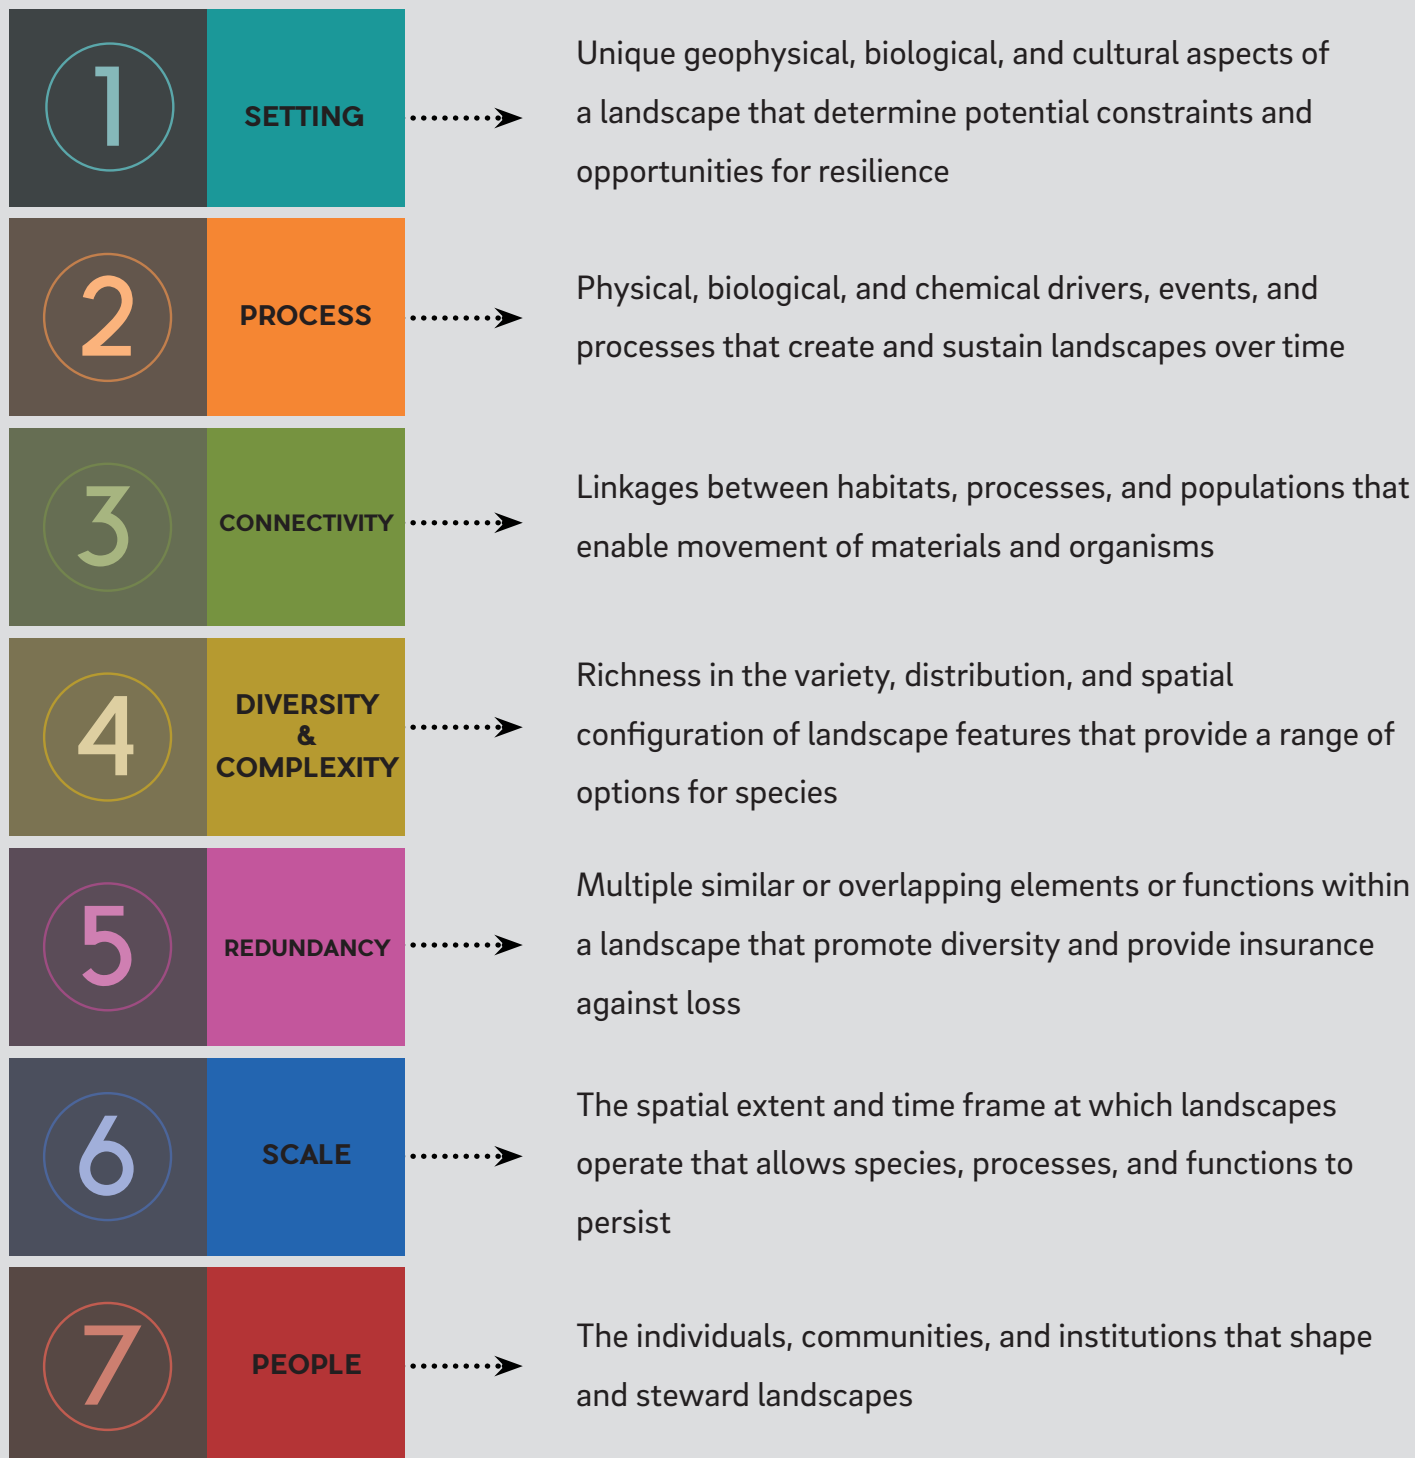 1
SETTING
Unique geophysical, biological, and cultural aspects of
a landscape that determine potential constraints and
opportunities for resilience
2
PROCESS
Physical, biological, and chemical drivers, events, and
processes that create and sustain landscapes over time
3
CONNECTIVITY
Linkages between habitats, processes, and populations that
enable movement of materials and organisms
4
DIVERSITY
&
COMPLEXITY
Richness in the variety, distribution, and spatial
configuration of landscape features that provide a range of
options for species
5
REDUNDANCY
Multiple similar or overlapping elements or functions within
a landscape that promote diversity and provide insurance
against loss
6
SCALE
The spatial extent and time frame at which landscapes
operate that allows species, processes, and functions to
persist
7
PEOPLE
The individuals, communities, and institutions that shape
and steward landscapes